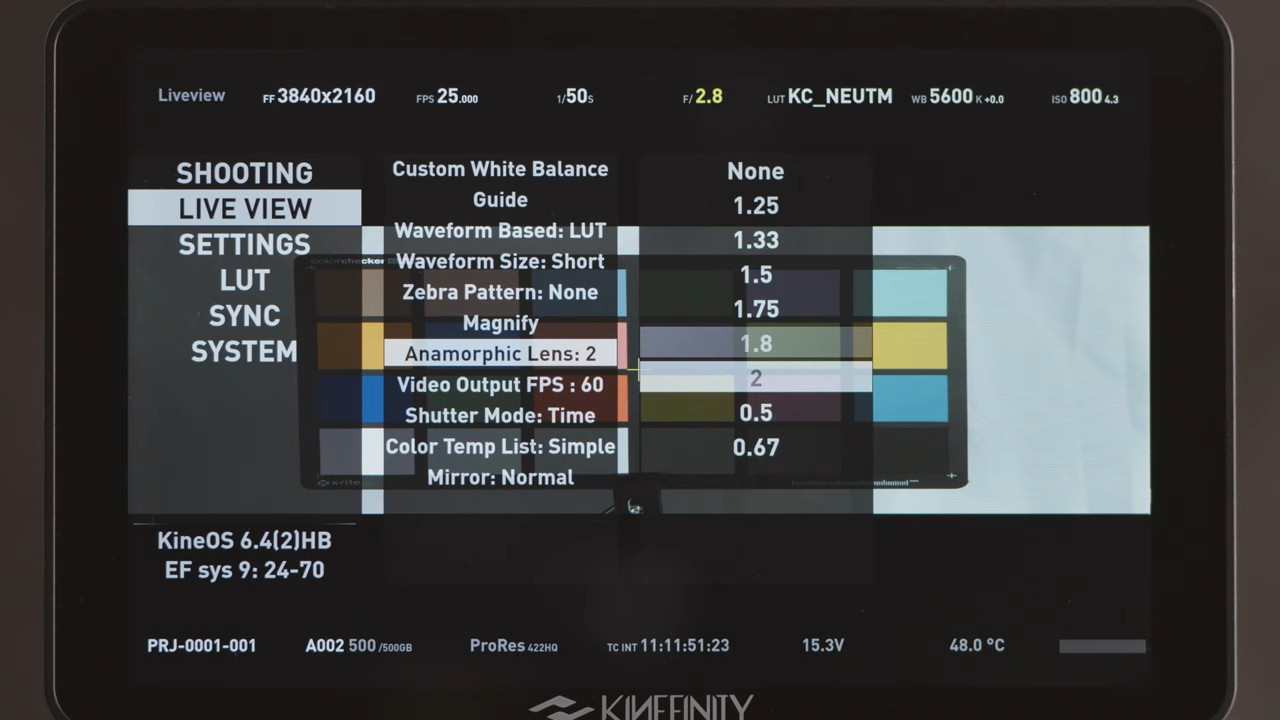 Liveview FF 3840x2160 FPS 25.000 1/50S F/2.8 LUT KC_NEUTM WB 5600 K +0.0 ISO 800 4.3
SHOOTING
LIVE VIEW
SETTINGS
LUT
SYNC
SYSTEM
Custom White Balance
Guide
Waveform Based: LUT
Waveform Size: Short
Zebra Pattern: None
Magnify
Anamorphic Lens: 2
Video Output FPS : 60
Shutter Mode: Time
Color Temp List: Simple
Mirror: Normal
None
1.25
1.33
1.5
1.75
1.8
2
0.5
0.67
colorchecker
x-rite
KineOS 6.4(2)HB
EF sys 9: 24-70
PRJ-0001-001 A002 500 /500GB ProRes 422HQ TC INT 11:11:51:23 15.3V 48.0 °C
KINEFINITY